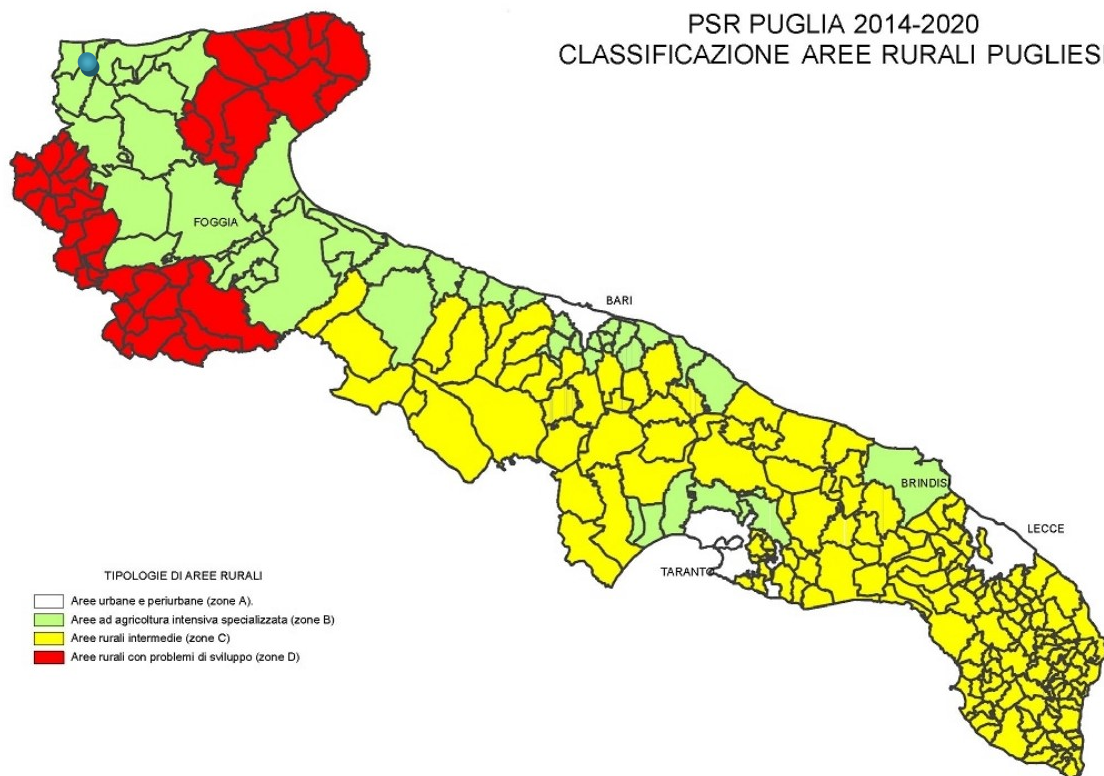 PSR PUGLIA 2014-2020
CLASSIFICAZIONE AREE RURALI PUGLIESI
FOGGIA
BARI
BRINDISI
LECCE
TARANTO
TIPOLOGIE DI AREE RURALI
Aree urbane e periurbane (zone A).
Aree ad agricoltura intensiva specializzata (zone B)
Aree rurali intermedie (zone C)
Aree rurali con problemi di sviluppo (zone D)